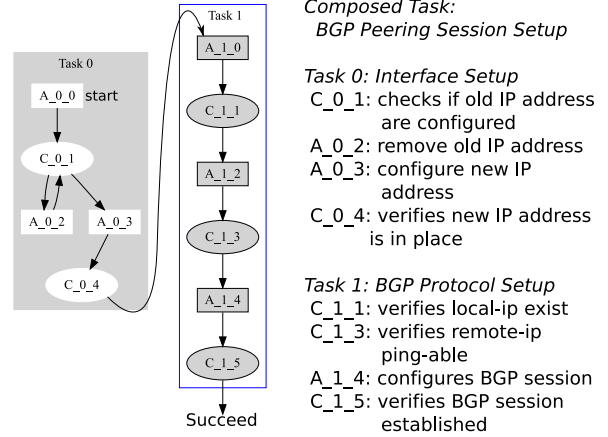 Task 0
A_0_0 start
C_0_1
A_0_2
A_0_3
C_0_4
Task 1
A_1_0
C_1_1
A_1_2
C_1_3
A_1_4
C_1_5
Succeed
Composed Task:
BGP Peering Session Setup
Task 0: Interface Setup
C_0_1: checks if old IP address
are configured
A_0_2: remove old IP address
A_0_3: configure new IP
address
C_0_4: verifies new IP address
is in place
Task 1: BGP Protocol Setup
C_1_1: verifies local-ip exist
C_1_3: verifies remote-ip
ping-able
A_1_4: configures BGP session
C_1_5: verifies BGP session
established